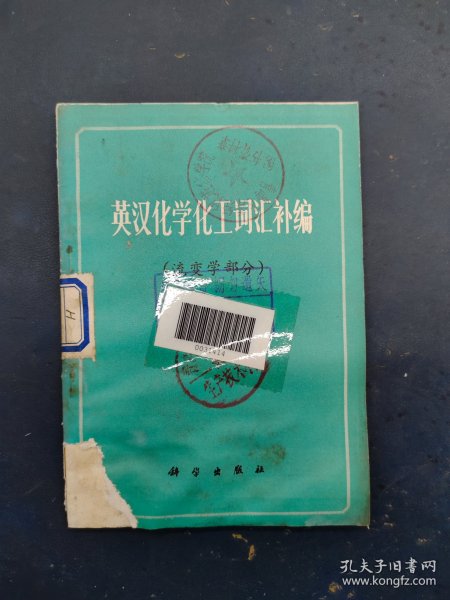 英汉化学化工词汇补编
(流变学部分)
H
科学出版社
孔夫子旧书网
www.kongfz.com